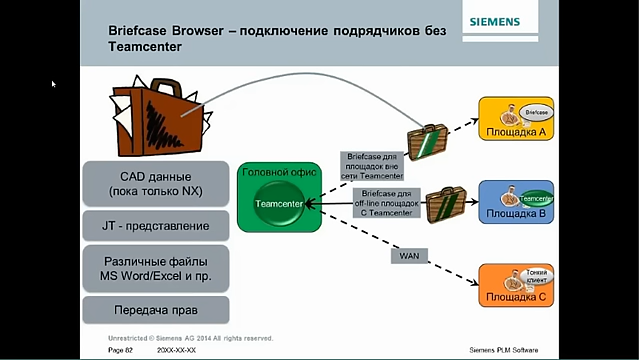 Briefcase Browser – подключение подрядчиков без
Teamcenter
SIEMENS
CAD данные
(пока только NX)
JT - представление
Различные файлы
MS Word/Excel и пр.
Передача прав
Головной офис
Teamcenter
Briefcase для
площадок вне
сети Teamcenter
Briefcase для
off-line площадок
С Teamcenter
WAN
Briefcase
Площадка A
Teamcenter
Площадка B
Тонкий
клиент
Площадка C
Unrestricted © Siemens AG 2014 All rights reserved.
Page 82
20XX-XX-XX
Siemens PLM Software